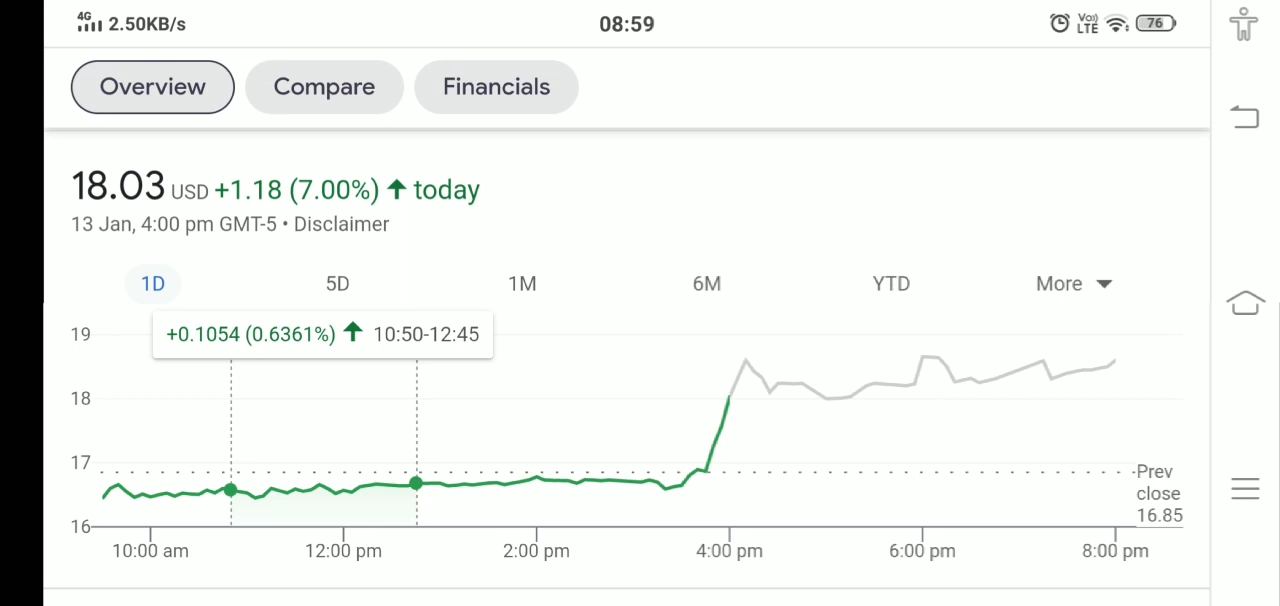 4G 2.50KB/s 08:59 Vo)) LTE 76
Overview Compare Financials
18.03 USD +1.18 (7.00%) ↑ today
13 Jan, 4:00 pm GMT-5 • Disclaimer
1D 5D 1M 6M YTD More
+0.1054 (0.6361%) ↑ 10:50-12:45
19
18
17
16
Prev
close
16.85
10:00 am 12:00 pm 2:00 pm 4:00 pm 6:00 pm 8:00 pm